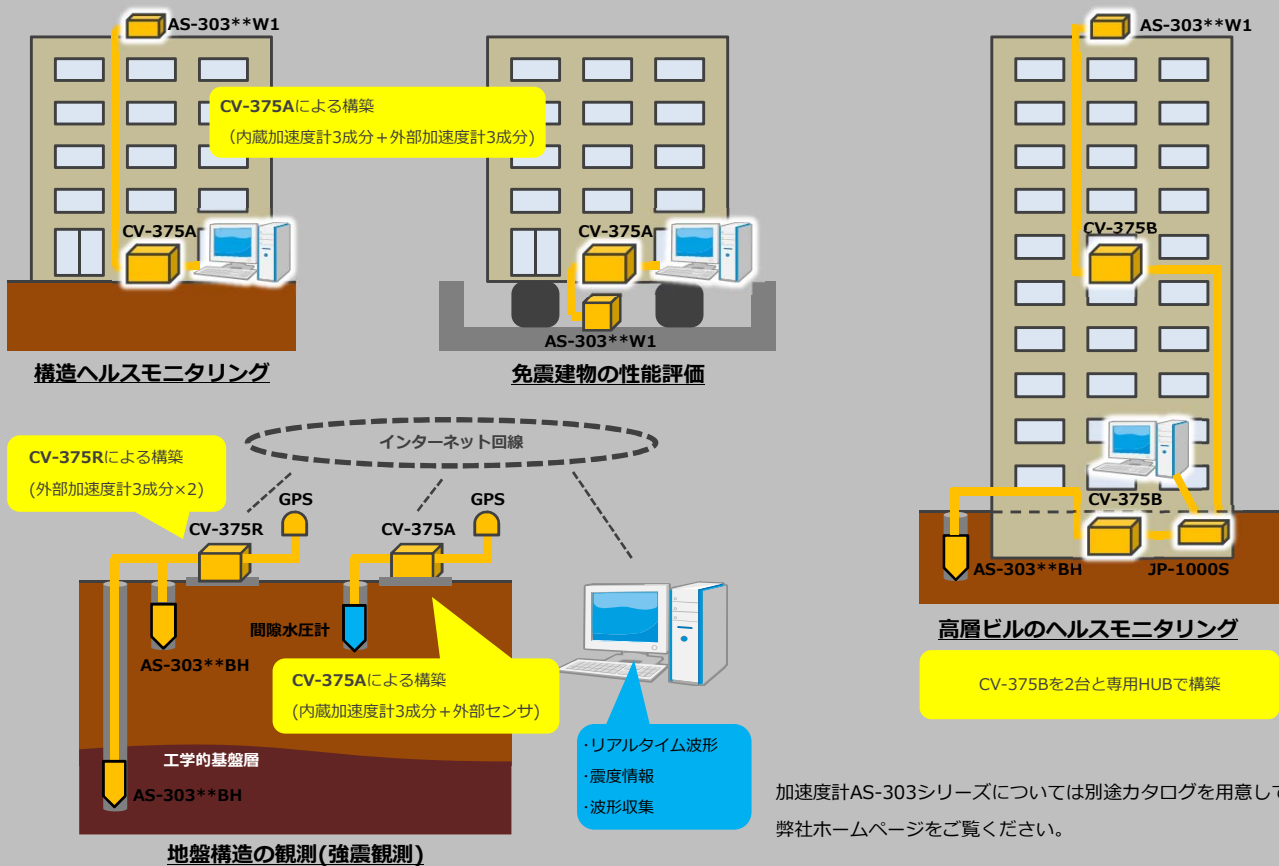 AS-303**W1
CV-375Aによる構築
（内蔵加速度計3成分＋外部加速度計3成分)
CV-375A
構造ヘルスモニタリング
CV-375A
AS-303**W1
免震建物の性能評価
AS-303**W1
CV-375B
CV-375B
AS-303**BH
JP-1000S
高層ビルのヘルスモニタリング
CV-375Bを2台と専用HUBで構築
インターネット回線
CV-375Rによる構築
(外部加速度計3成分×2)
GPS
GPS
CV-375R
CV-375A
間隙水圧計
AS-303**BH
CV-375Aによる構築
(内蔵加速度計3成分＋外部センサ)
工学的基盤層
AS-303**BH
地盤構造の観測(強震観測)
･リアルタイム波形
･震度情報
･波形収集
加速度計AS-303シリーズについては別途カタログを用意して
弊社ホームページをご覧ください。